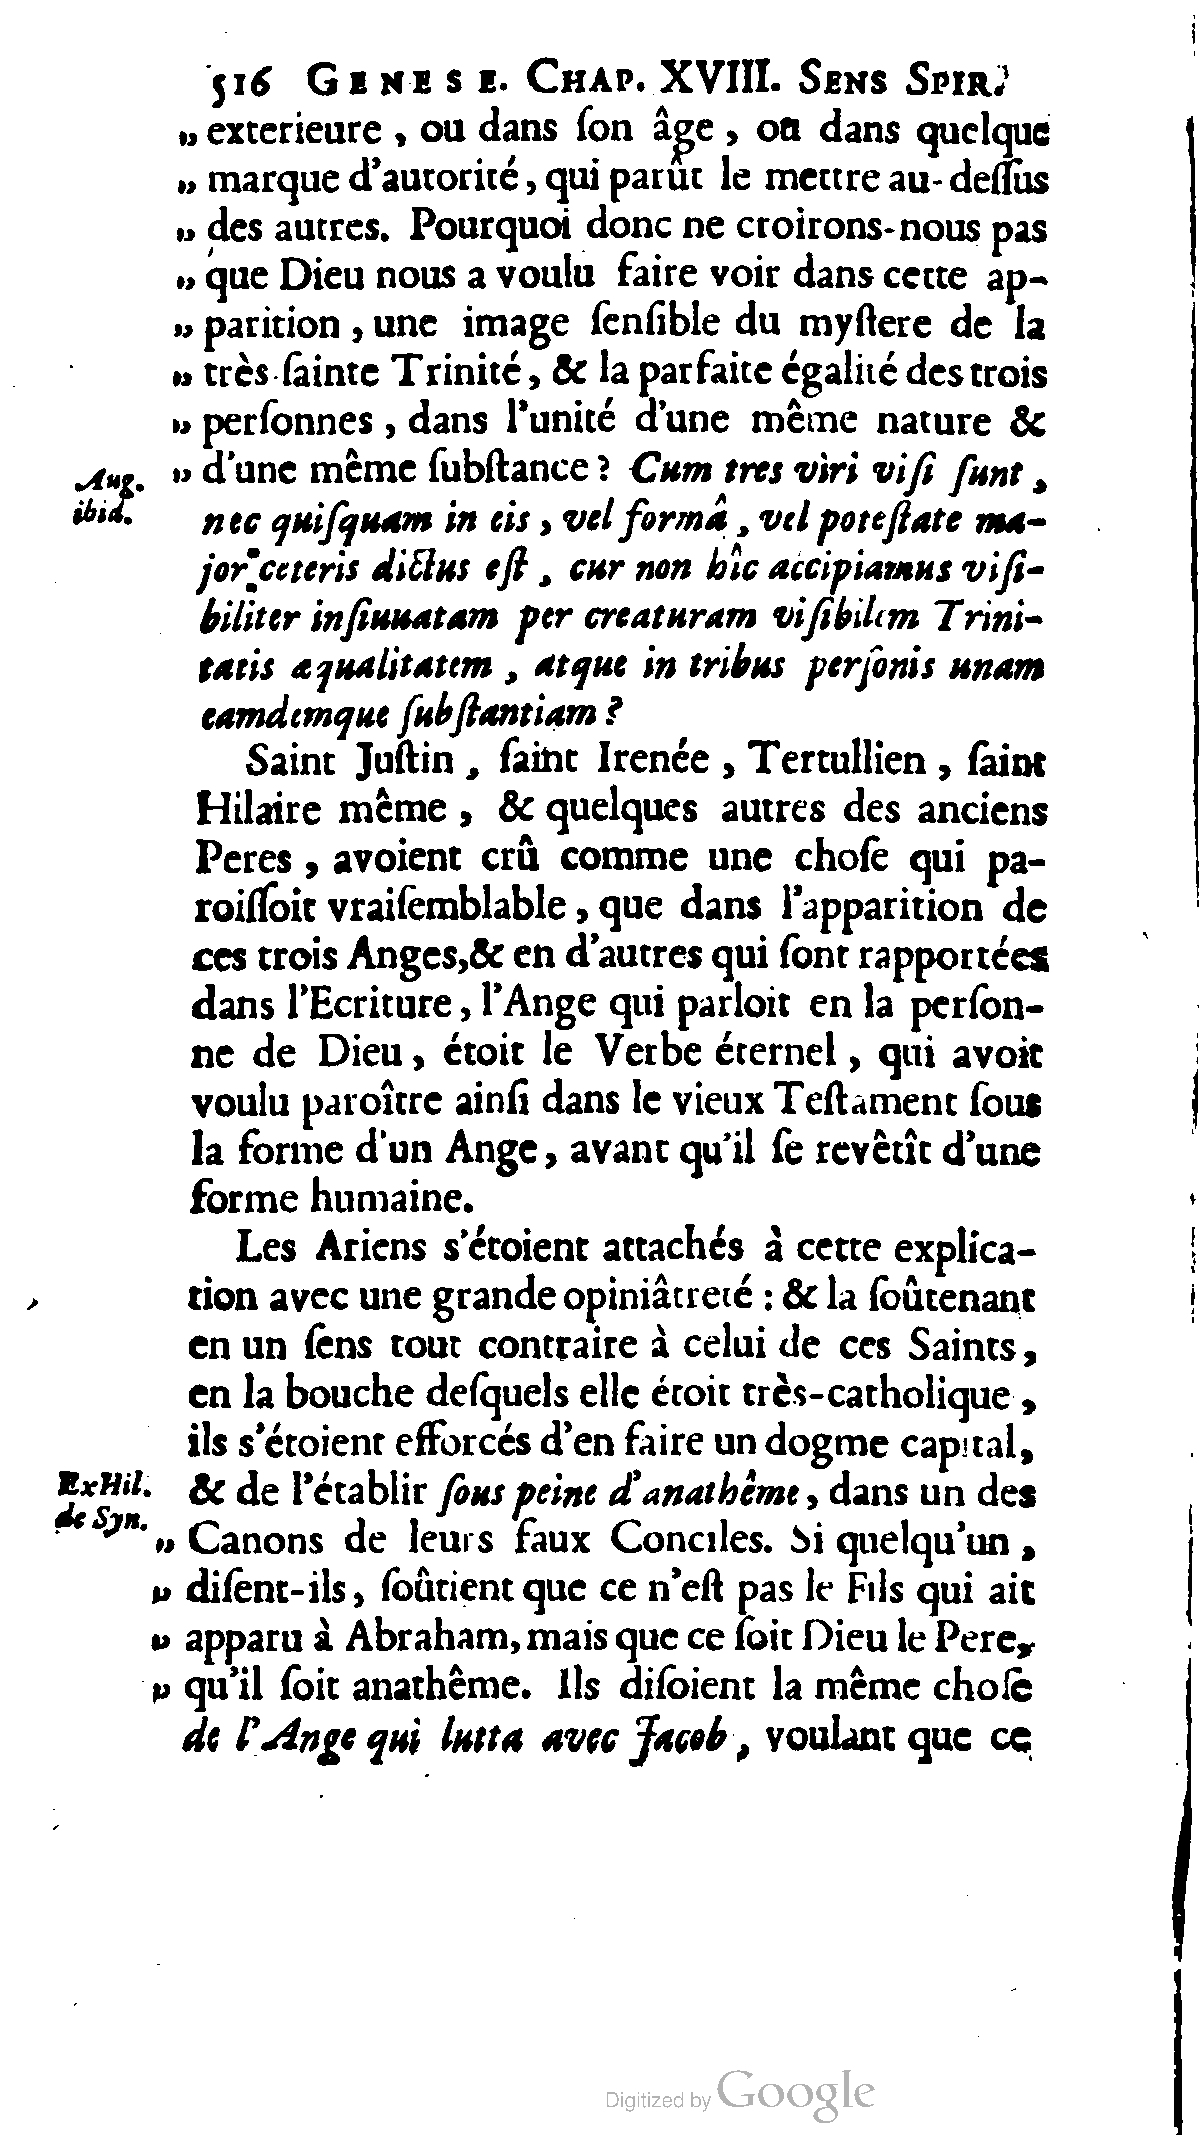 516 GENESE. CHAP. XVIII. SENS SPIR.
„ exterieure , ou dans ſon âge , ou dans quelque
„ marque d'autorité, qui parût le mettre au-deſſus
„ des autres. Pourquoi donc ne croirons-nous pas
„ que Dieu nous a voulu faire voir dans cette ap-
„ parition , une image ſenſible du myſtere de la
„ très-ſainte Trinité, & la parfaite égalité des trois
„ perſonnes , dans l'unité d'une même nature &
„ d'une même ſubſtance ? Cum tres viri viſi ſunt ,
Aug. ibid.
nec quiſquam in eis , vel formâ , vel poteſtate ma-
jor ceteris dictus eſt , cur non hîc accipiamus viſi-
biliter inſinuatam per creaturam viſibilem Trini-
tatis æqualitatem , atque in tribus perſonis unam
eamdemque ſubſtantiam ?
Saint Juſtin , ſaint Irenée , Tertullien , ſaint
Hilaire même , & quelques autres des anciens
Peres , avoient crû comme une choſe qui pa-
roiſſoit vraiſemblable , que dans l'apparition de
ces trois Anges,& en d'autres qui ſont rapportées
dans l'Ecriture, l'Ange qui parloit en la perſon-
ne de Dieu, étoit le Verbe éternel , qui avoit
voulu paroître ainſi dans le vieux Teſtament ſous
la forme d'un Ange, avant qu'il ſe revêtît d'une
forme humaine.
Les Ariens s'étoient attachés à cette explica-
tion avec une grande opiniâtreté : & la ſoûtenant
en un ſens tout contraire à celui de ces Saints,
en la bouche deſquels elle étoit très-catholique ,
ils s'étoient efforcés d'en faire un dogme capital,
& de l'établir ſous peine d'anathême, dans un des
Ex Hil. de Syn.
„ Canons de leurs faux Conciles. Si quelqu'un ,
„ diſent-ils, ſoûtient que ce n'eſt pas le Fils qui ait
„ apparu à Abraham, mais que ce ſoit Dieu le Pere,
„ qu'il ſoit anathême. Ils diſoient la même choſe
de l'Ange qui lutta avec Jacob , voulant que ce
Digitized by Google